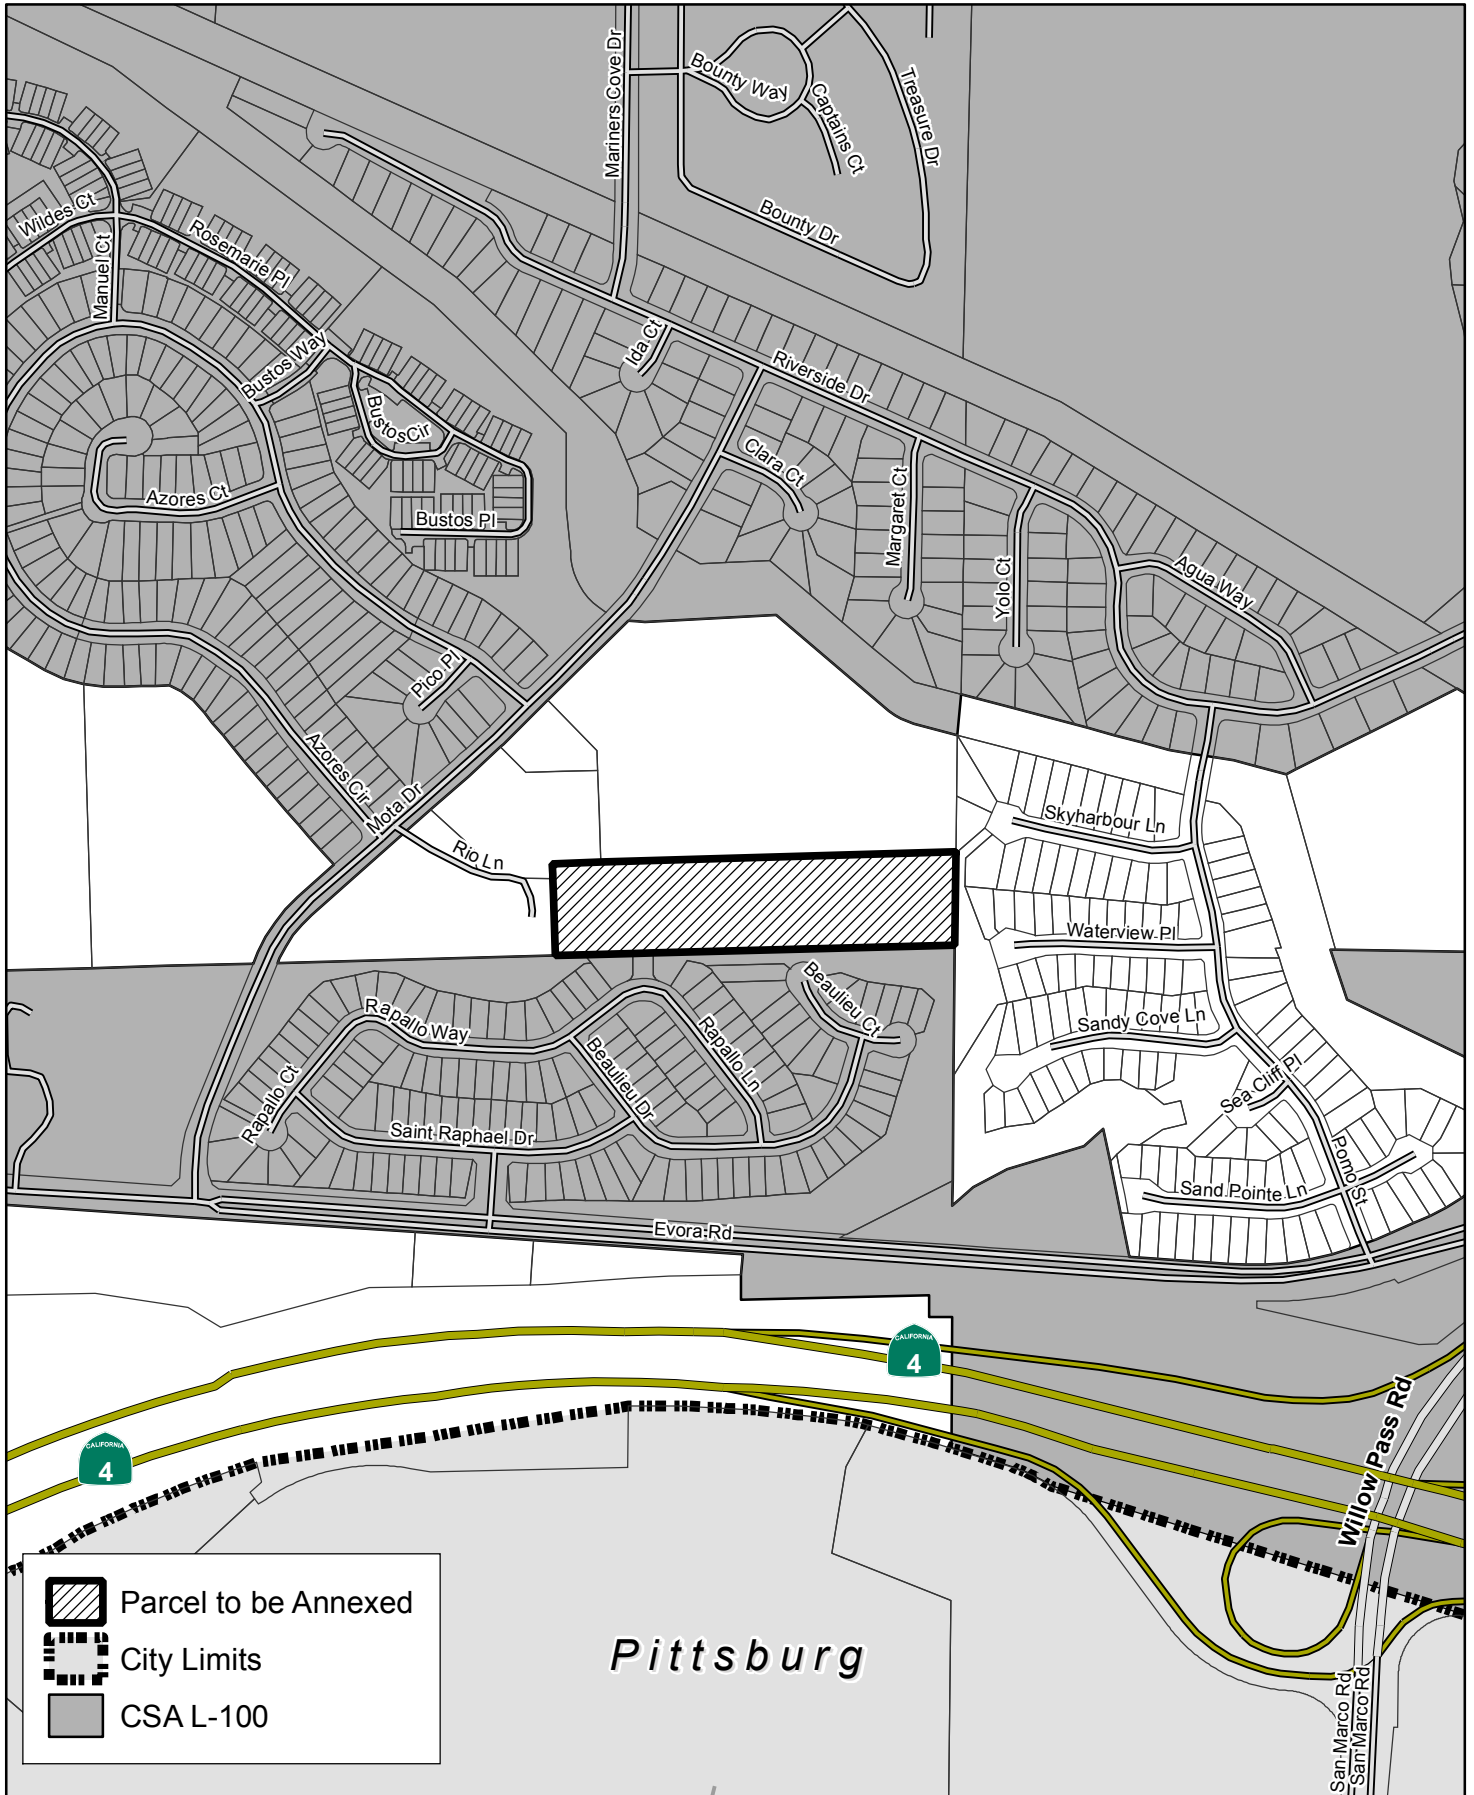 Mariners Cove Dr
Bounty Way
Captains Ct
Treasure Dr
Bounty Dr
Wildes Ct
Manuel Ct
Rosemarie Pl
Bustos Way
Bustos Cir
Ida Ct
Riverside Dr
Clara Ct
Margaret Ct
Azores Ct
Bustos Pl
Yolo Ct
Agua Way
Pico Pl
Azores Cir
Mota Dr
Rio Ln
Skyharbour Ln
Waterview Pl
Beaulieu Ct
Rapallo Way
Rapallo Ln
Sandy Cove Ln
Beaulieu Dr
Sea Cliff Pl
Rapallo Ct
Saint Raphael Dr
Pomo St
Sand Pointe Ln
Evora Rd
CALIFORNIA
4
CALIFORNIA
4
Willow Pass Rd
Parcel to be Annexed
City Limits
CSA L-100
Pittsburg
San Marco Rd
San Marco Rd